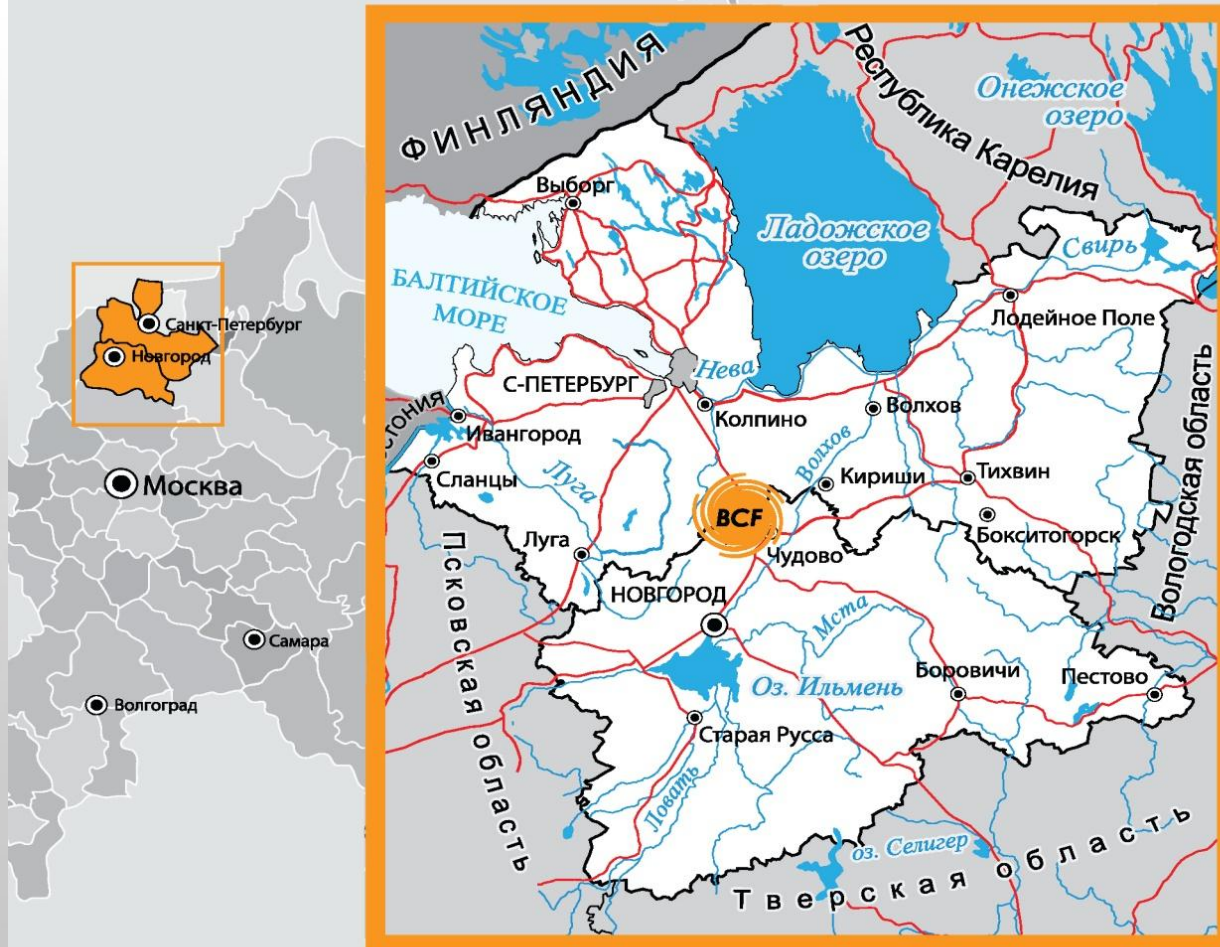 Санкт-Петербург
Новгород
Москва
Самара
Волгоград
ФИНЛЯНДИЯ
Республика Карелия
Онежское
озеро
Выборг
Ладожское
озеро
Свирь
БАЛТИЙСКОЕ
МОРЕ
Лодейное Поле
Нева
С-ПЕТЕРБУРГ
Колпино
Волхов
Ивангород
Сланцы
Луга
Волхов
Кириши
Тихвин
Вологодская область
BCF
Бокситогорск
Луга
Чудово
Псковская область
НОВГОРОД
Мста
Боровичи
Пестово
Оз. Ильмень
Старая Русса
Ловать
оз. Селигер
Тверская область